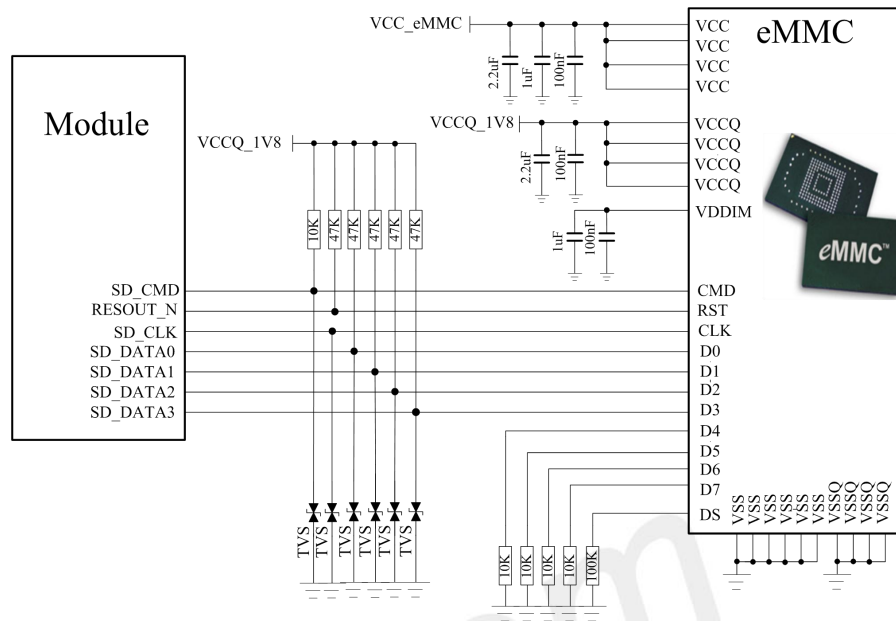 VCC_eMMC
VCC
VCC
VCC
VCC
eMMC
2.2uF
1uF
100nF
Module
VCCQ_1V8
VCCQ_1V8
VCCQ
VCCQ
VCCQ
VCCQ
2.2uF
100nF
VDDIM
1uF
100nF
10K
47K
47K
47K
47K
47K
eMMC™
SD_CMD
CMD
RESOUT_N
RST
SD_CLK
CLK
SD_DATA0
D0
SD_DATA1
D1
SD_DATA2
D2
SD_DATA3
D3
D4
D5
D6
D7
DS
VSS
VSS
VSS
VSS
VSS
VSS
VSSQ
VSSQ
VSSQ
VSSQ
TVS
TVS
TVS
TVS
TVS
TVS
10K
10K
10K
10K
100K